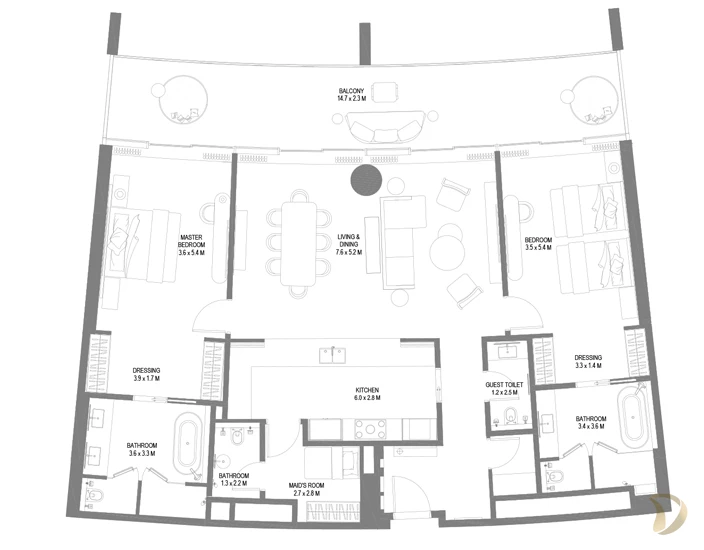 BALCONY
14.7 x 2.3 M
MASTER
BEDROOM
3.6 x 5.4 M
LIVING &
DINING
7.6 x 5.2 M
BEDROOM
3.5 x 5.4 M
DRESSING
3.9 x 1.7 M
KITCHEN
6.0 x 2.8 M
GUEST TOILET
1.2 x 2.5 M
DRESSING
3.3 x 1.4 M
BATHROOM
3.6 x 3.3 M
BATHROOM
3.4 x 3.6 M
BATHROOM
1.3 x 2.2 M
MAID'S ROOM
2.7 x 2.8 M